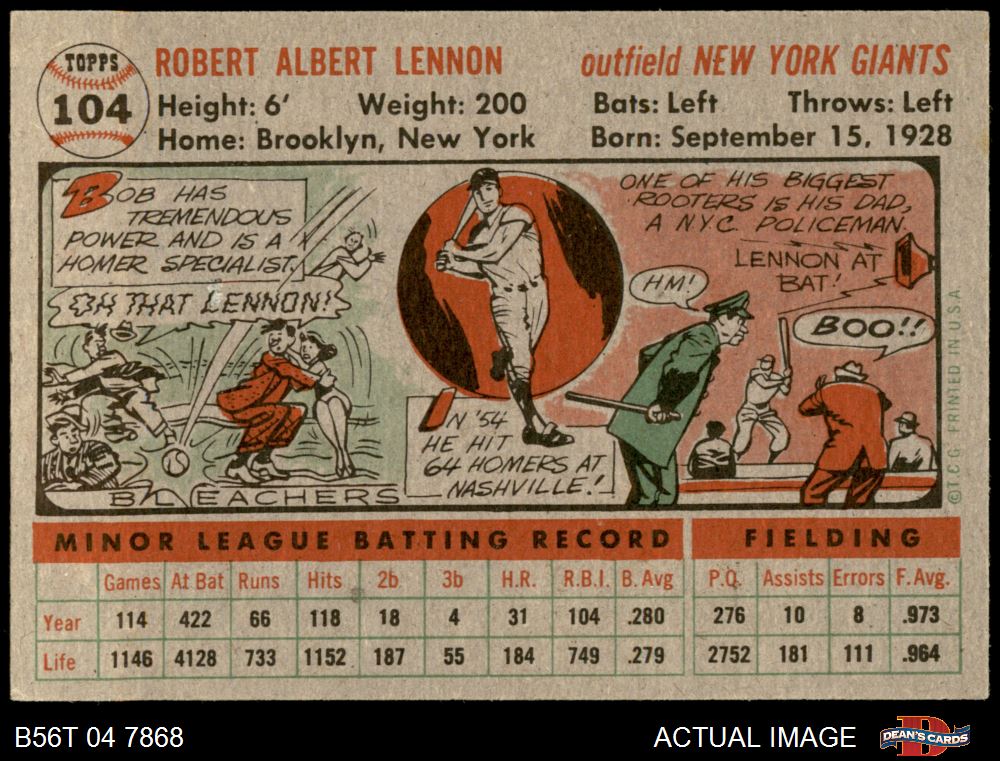 TOPPS
104
ROBERT ALBERT LENNON
outfield NEW YORK GIANTS
Height: 6' Weight: 200 Bats: Left Throws: Left
Home: Brooklyn, New York Born: September 15, 1928
BOB HAS
TREMENDOUS
POWER AND IS A
HOMER SPECIALIST.
OH THAT LENNON!
BLEACHERS
IN '54
HE HIT
64 HOMERS AT
NASHVILLE!
ONE OF HIS BIGGEST
ROOTERS IS HIS DAD,
A N.Y.C. POLICEMAN.
LENNON AT
BAT!
HM!
BOO!!
©T.C.G. PRINTED IN U.S.A.
MINOR LEAGUE BATTING RECORD FIELDING
Games At Bat Runs Hits 2b 3b H.R. R.B.I. B. Avg P.O. Assists Errors F. Avg.
Year 114 422 66 118 18 4 31 104 .280 276 10 8 .973
Life 1146 4128 733 1152 187 55 184 749 .279 2752 181 111 .964
B56T 04 7868 ACTUAL IMAGE DEAN'S CARDS